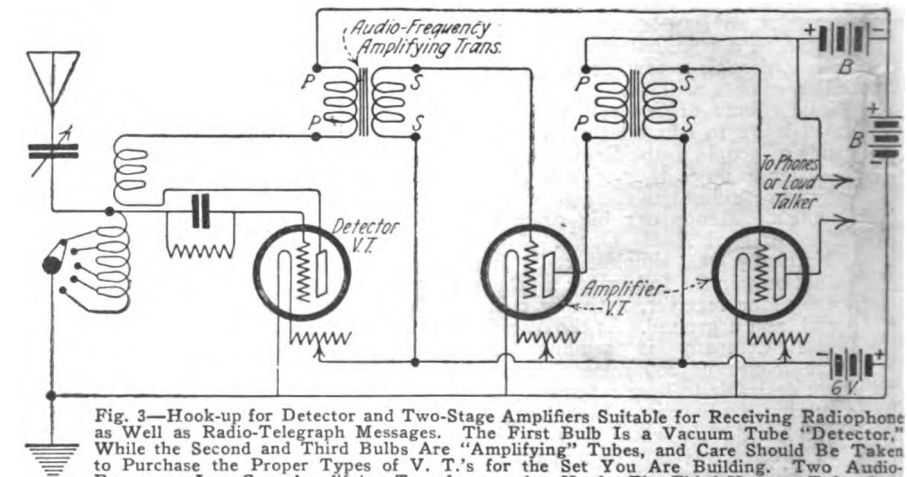 Audio-Frequency
Amplifying Trans.
P
S
P
S
+ -
B
P
S
P
S
+
B
-
To Phones
or Loud
Talker
Detector
V.T.
Amplifier
V.T.
- +
6 V.
Fig. 3—Hook-up for Detector and Two-Stage Amplifiers Suitable for Receiving Radiophone
as Well as Radio-Telegraph Messages. The First Bulb Is a Vacuum Tube "Detector,"
While the Second and Third Bulbs Are "Amplifying" Tubes, and Care Should Be Taken
to Purchase the Proper Types of V. T.'s for the Set You Are Building. Two Audio-